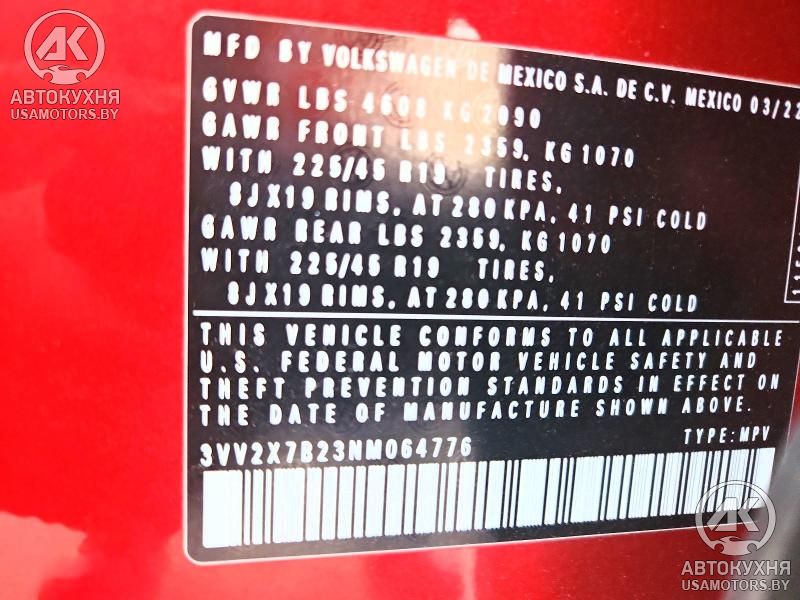 AK
АВТОКУХНЯ
USAMOTORS.BY
MFD BY VOLKSWAGEN DE MEXICO S.A. DE C.V. MEXICO 03/22
GVWR LBS 4608 KG 2090
GAWR FRONT LBS 2359, KG 1070
WITH 225/45 R19 TIRES,
8JX19 RIMS, AT 280 KPA, 41 PSI COLD
GAWR REAR LBS 2359, KG 1070
WITH 225/45 R19 TIRES,
8JX19 RIMS, AT 280 KPA, 41 PSI COLD
THIS VEHICLE CONFORMS TO ALL APPLICABLE
U.S. FEDERAL MOTOR VEHICLE SAFETY AND
THEFT PREVENTION STANDARDS IN EFFECT ON
THE DATE OF MANUFACTURE SHOWN ABOVE.
3VV2X7B23NM064776 TYPE:MPV
AK
АВТОКУХНЯ
USAMOTORS.BY